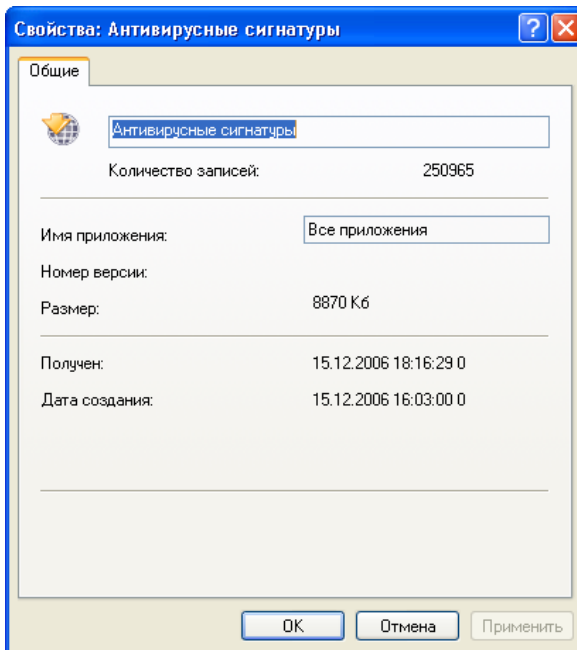 Свойства: Антивирусные сигнатуры
Общие
Антивирусные сигнатуры
Количество записей: 250965
Имя приложения: Все приложения
Номер версии:
Размер: 8870 Кб
Получен: 15.12.2006 18:16:29 0
Дата создания: 15.12.2006 16:03:00 0
OK Отмена Применить